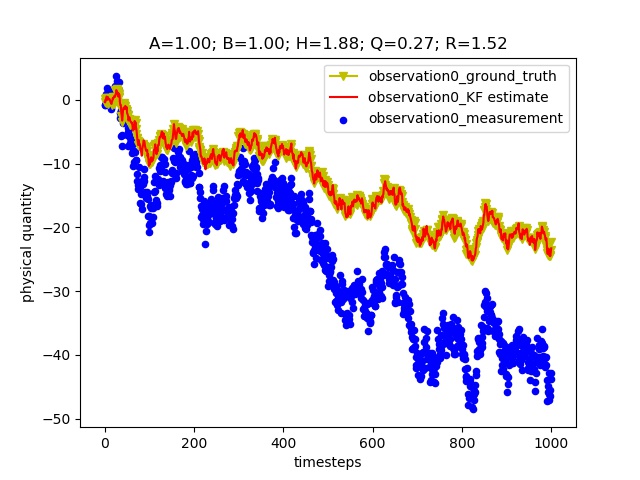 A=1.00; B=1.00; H=1.88; Q=0.27; R=1.52
observation0_ground_truth
observation0_KF estimate
observation0_measurement
physical quantity
0
−10
−20
−30
−40
−50
0 200 400 600 800 1000
timesteps